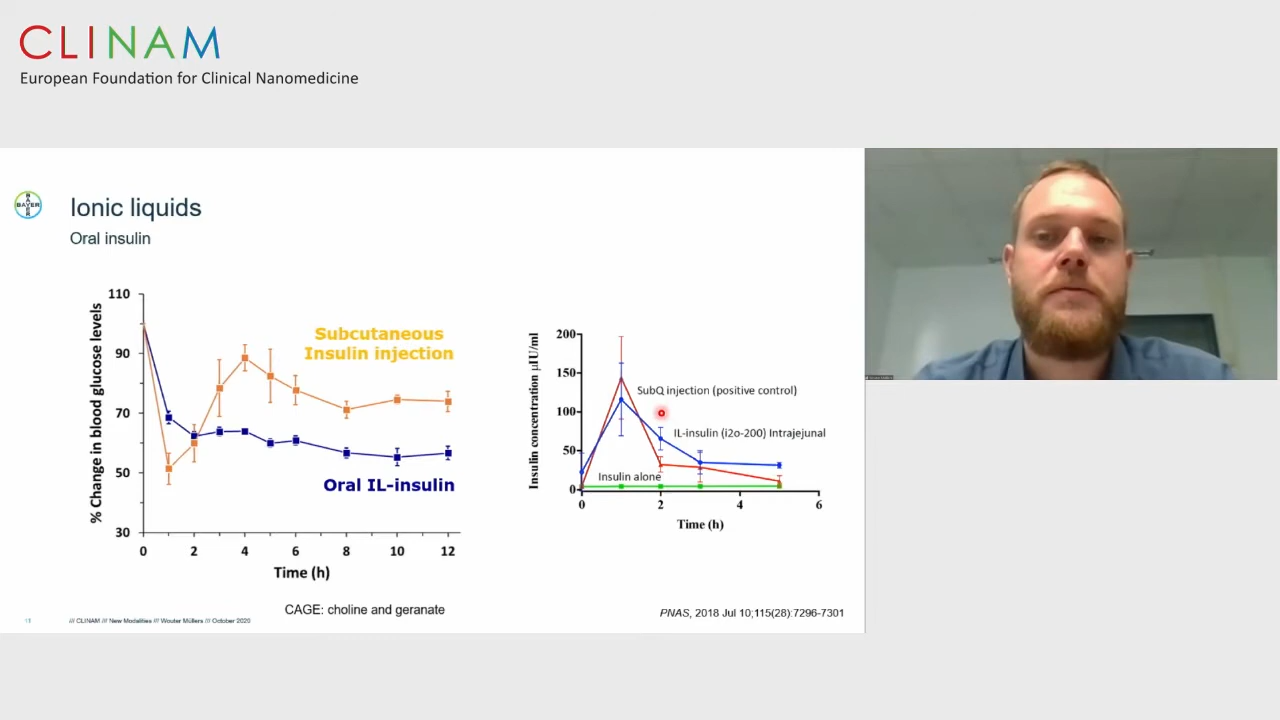 CLINAM
European Foundation for Clinical Nanomedicine
BAYER
Ionic liquids
Oral insulin
% Change in blood glucose levels
110
90
70
50
30
0 2 4 6 8 10 12
Time (h)
Subcutaneous
Insulin injection
Oral IL-insulin
Insulin concentration µIU/ml
200
150
100
50
0
0 2 4 6
Time (h)
SubQ injection (positive control)
IL-insulin (i2o-200) Intrajejunal
Insulin alone
CAGE: choline and geranate
PNAS, 2018 Jul 10;115(28):7296-7301
/// CLINAM /// New Modalities /// Wouter Müllers /// October 2020